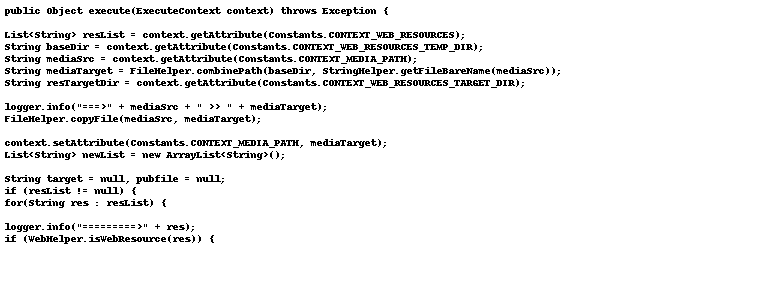 public Object execute(ExecuteContext context) throws Exception {
List<String> resList = context.getAttribute(Constants.CONTEXT_WEB_RESOURCES);
String baseDir = context.getAttribute(Constants.CONTEXT_WEB_RESOURCES_TEMP_DIR);
String mediaSrc = context.getAttribute(Constants.CONTEXT_MEDIA_PATH);
String mediaTarget = FileHelper.combinePath(baseDir, StringHelper.getFileBareName(mediaSrc));
String resTargetDir = context.getAttribute(Constants.CONTEXT_WEB_RESOURCES_TARGET_DIR);
logger.info("===>" + mediaSrc + " >> " + mediaTarget);
FileHelper.copyFile(mediaSrc, mediaTarget);
context.setAttribute(Constants.CONTEXT_MEDIA_PATH, mediaTarget);
List<String> newList = new ArrayList<String>();
String target = null, pubfile = null;
if (resList != null) {
for(String res : resList) {
logger.info("=========>" + res);
if (WebHelper.isWebResource(res)) {